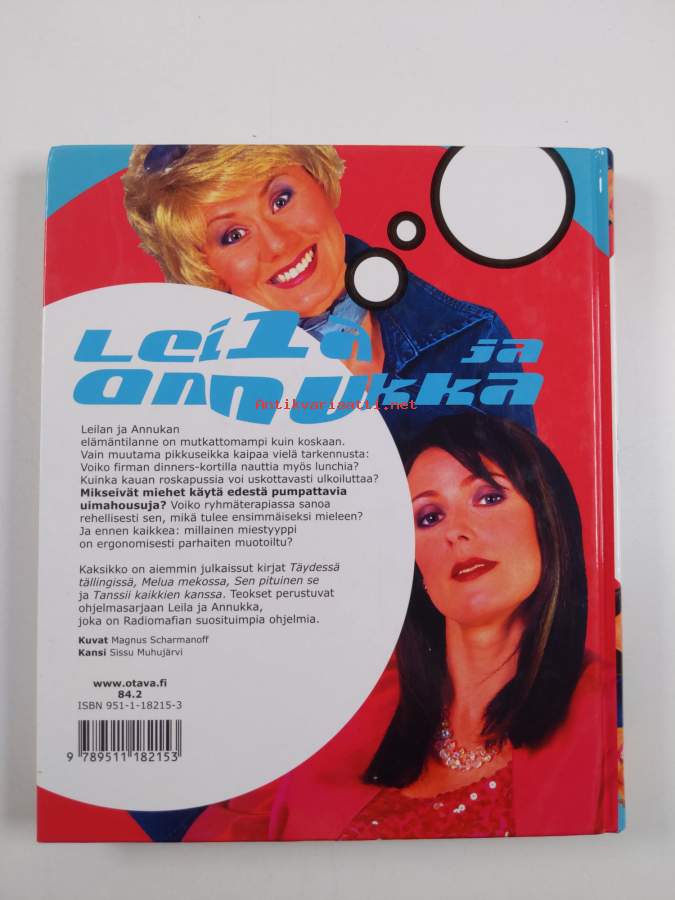 Leila ja
annukka
Antikvariaatti.net
Leilan ja Annukan
elämäntilanne on mutkattomampi kuin koskaan.
Vain muutama pikkuseikka kaipaa vielä tarkennusta:
Voiko firman dinners-kortilla nauttia myös lunchia?
Kuinka kauan roskapussia voi uskottavasti ulkoiluttaa?
Mikseivät miehet käytä edestä pumpattavia
uimahousuja? Voiko ryhmäterapiassa sanoa
rehellisesti sen, mikä tulee ensimmäiseksi mieleen?
Ja ennen kaikkea: millainen miestyyppi
on ergonomisesti parhaiten muotoiltu?
Kaksikko on aiemmin julkaissut kirjat Täydessä
tällingissä, Melua mekossa, Sen pituinen se
ja Tanssii kaikkien kanssa. Teokset perustuvat
ohjelmasarjaan Leila ja Annukka,
joka on Radiomafian suosituimpia ohjelmia.
Kuvat Magnus Scharmanoff
Kansi Sissu Muhujärvi
www.otava.fi
84.2
ISBN 951-1-18215-3
9 789511 182153